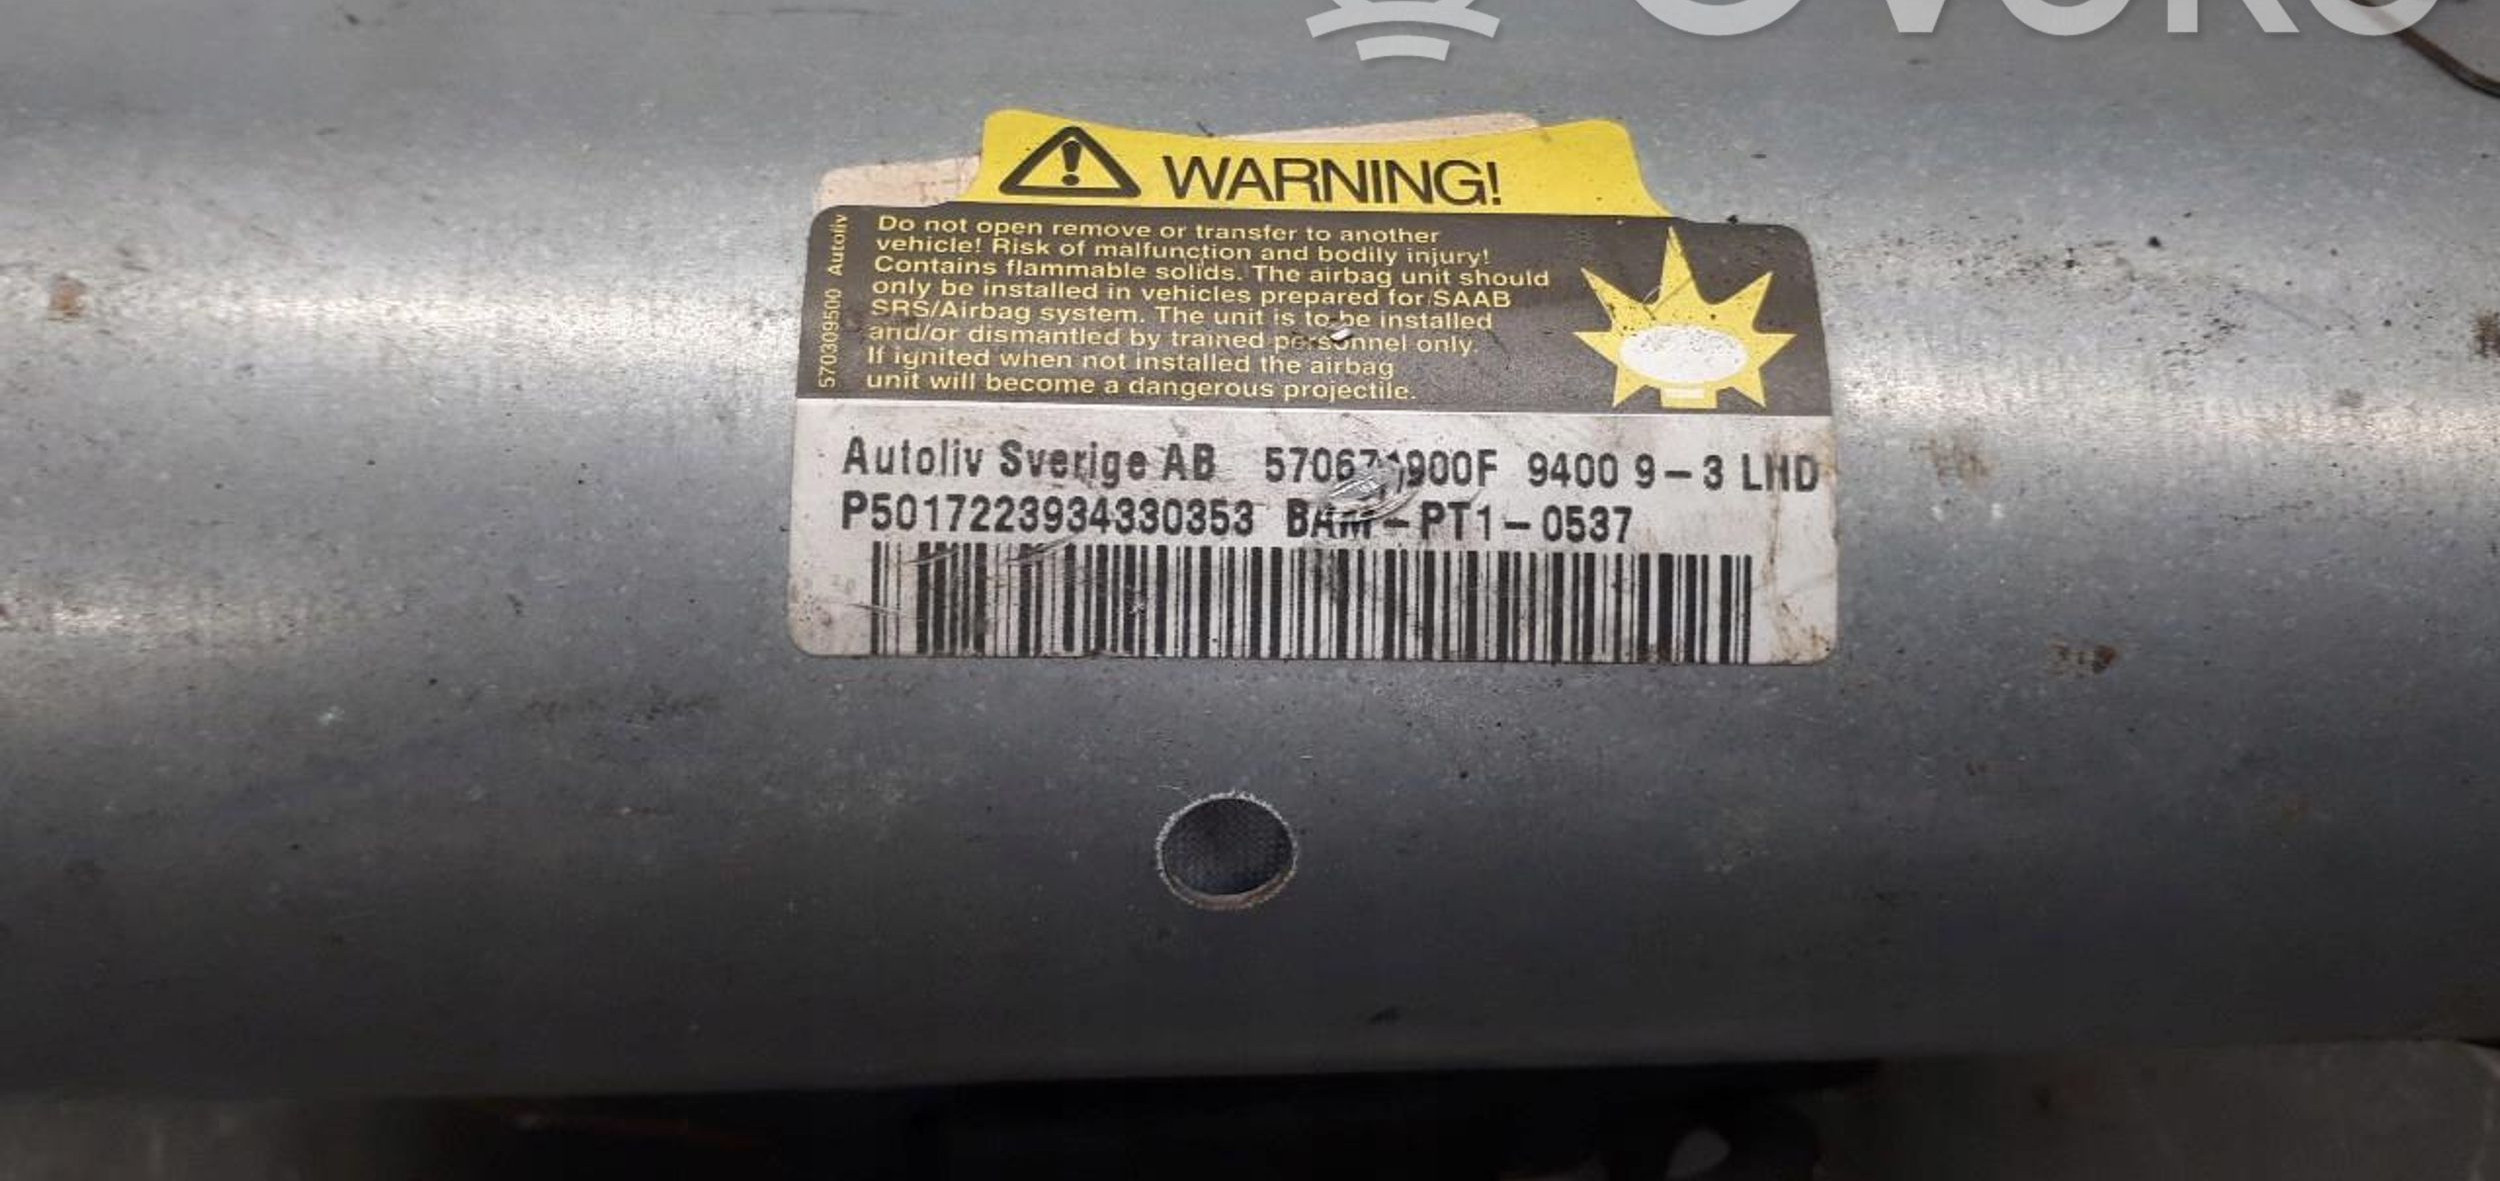 WARNING!
Do not open remove or transfer to another
vehicle! Risk of malfunction and bodily injury!
Contains flammable solids. The airbag unit should
only be installed in vehicles prepared for SAAB
SRS/Airbag system. The unit is to be installed
and/or dismantled by trained personnel only.
If ignited when not installed the airbag
unit will become a dangerous projectile.
570309500 Autoliv
Autoliv Sverige AB 9400 9-3 LHD
P5017223934330353 BAM-PT1-0537